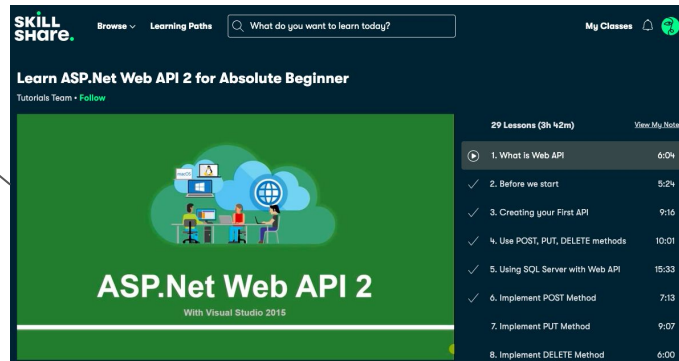 SKILL
SHare.
Browse
Learning Paths
What do you want to learn today?
My Classes
Learn ASP.Net Web API 2 for Absolute Beginner
Tutorials Team • Follow
macOS
ASP.Net Web API 2
With Visual Studio 2015
29 Lessons (3h 42m)
View My Note
1. What is Web API 6:04
2. Before we start 5:24
3. Creating your First API 9:16
4. Use POST, PUT, DELETE methods 10:01
5. Using SQL Server with Web API 15:33
6. Implement POST Method 7:13
7. Implement PUT Method 9:07
8. Implement DELETE Method 6:00